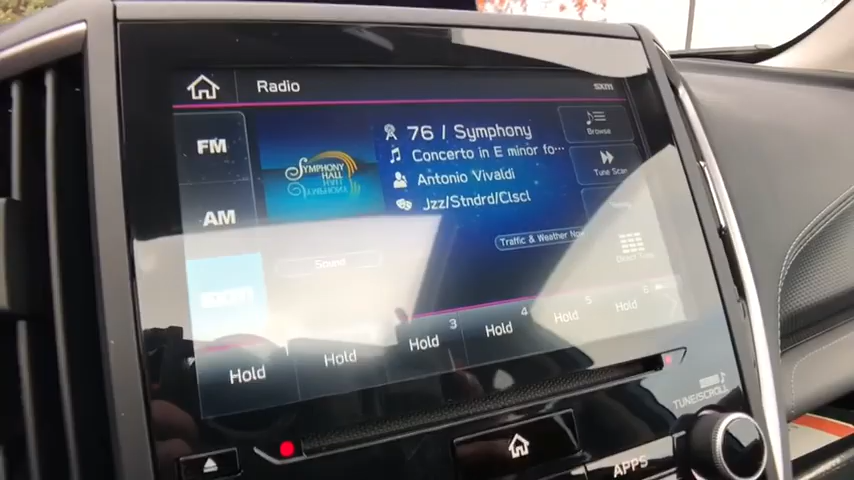 Radio
sxm
FM
AM
SYMPHONY
HALL
76 / Symphony
Concerto in E minor fo...
Antonio Vivaldi
Jzz/Stndrd/Clscl
Browse
Tune Scan
Traffic & Weather Now
Sound
Direct Tune
Hold
Hold
3
Hold
4
Hold
5
Hold
6
Hold
TUNE/SCROLL
APPS